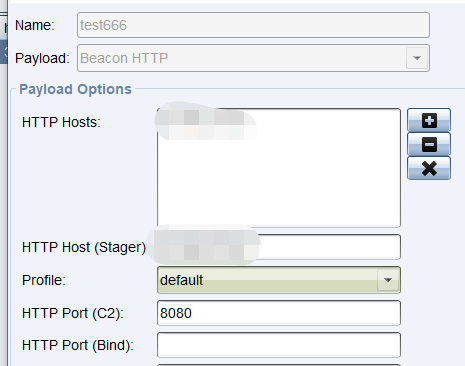 Name: test666
Payload: Beacon HTTP
Payload Options
HTTP Hosts:
HTTP Host (Stager)
Profile: default
HTTP Port (C2): 8080
HTTP Port (Bind):